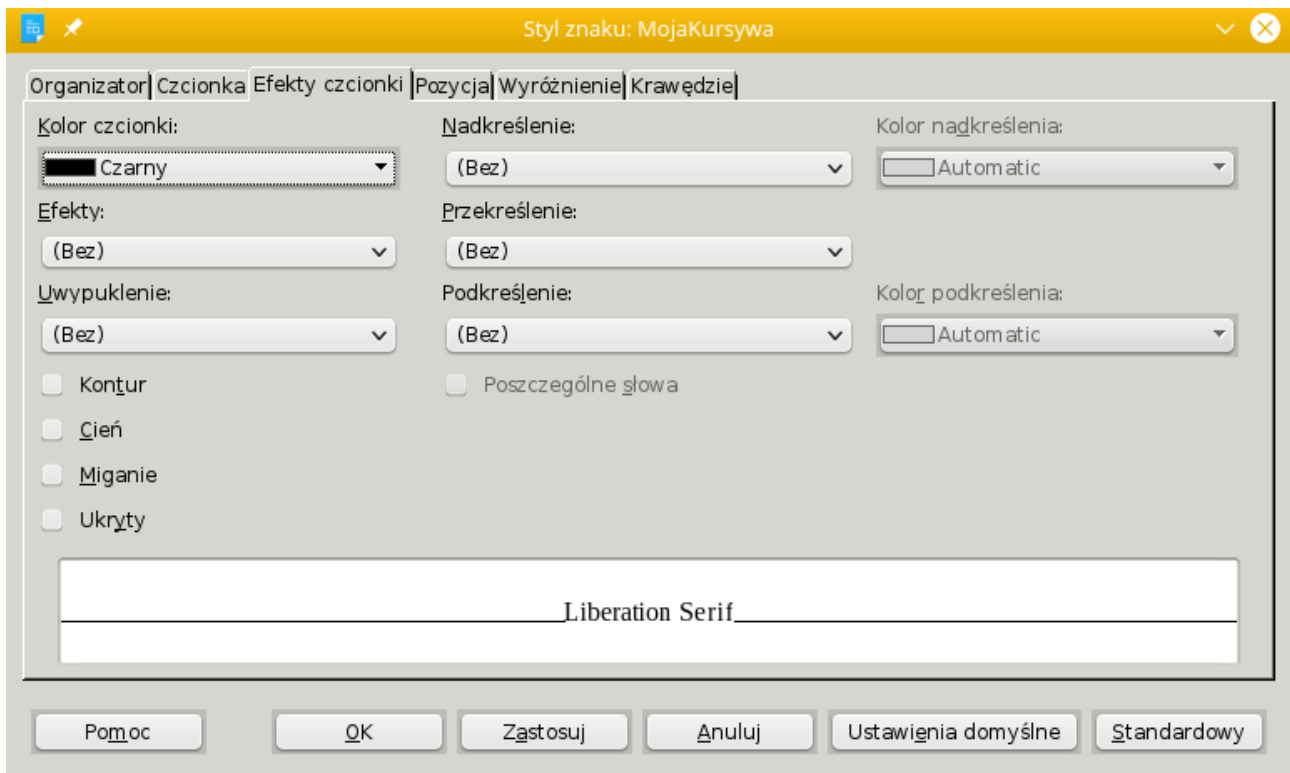 Styl znaku: MojaKursywa
Organizator Czcionka Efekty czcionki Pozycja Wyróżnienie Krawędzie
Kolor czcionki: Nadkreślenie: Kolor nadkreślenia:
Czarny (Bez) Automatic
Efekty: Przekreślenie:
(Bez) (Bez)
Uwypuklenie: Podkreślenie: Kolor podkreślenia:
(Bez) (Bez) Automatic
Kontur Poszczególne słowa
Cień
Miganie
Ukryty
Liberation Serif
Pomoc OK Zastosuj Anuluj Ustawienia domyślne Standardowy